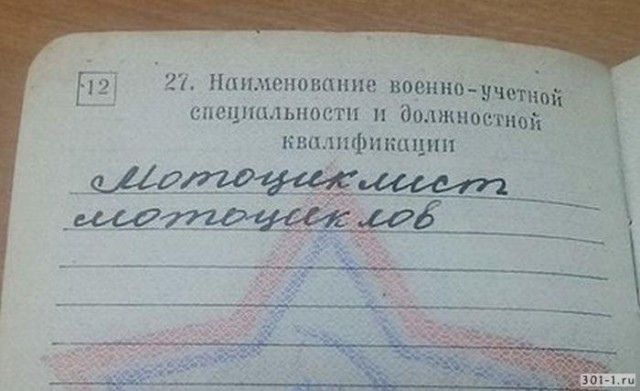 12
27. Наименование военно-учетной
специальности и должностной
квалификации
Мотоциклист
мотоциклов
301-1.ru